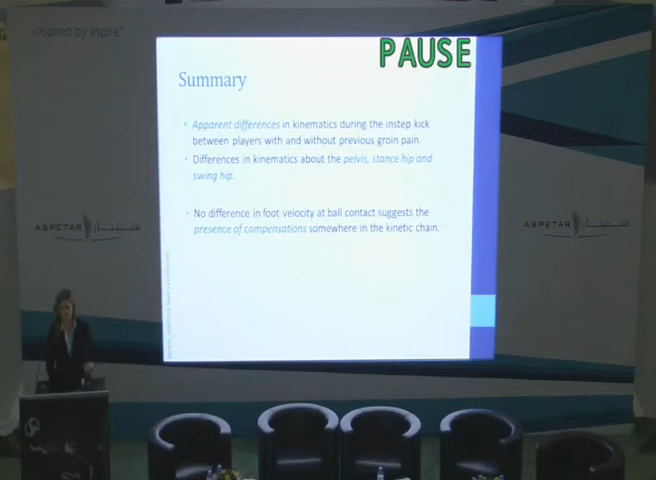 inspired by aspire
PAUSE
Summary
Apparent differences in kinematics during the instep kick
between players with and without previous groin pain.
Differences in kinematics about the pelvis, stance hip and
swing hip.
No difference in foot velocity at ball contact suggests the
presence of compensations somewhere in the kinetic chain.
ASPETAR سبيتار
ASPETAR سبيتار